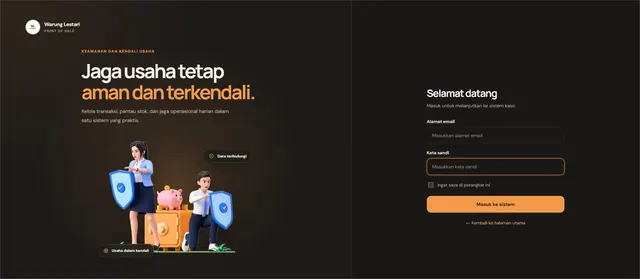 Warung Lestari
POINT OF SALE
KEAMANAN DAN KENDALI USAHA
Jaga usaha tetap
aman dan terkendali.
Kelola transaksi, pantau stok, dan jaga operasional harian dalam
satu sistem yang praktis.
Data terlindungi
Usaha dalam kendali
Selamat datang
Masuk untuk melanjutkan ke sistem kasir.
Alamat email
Masukkan alamat email
Kata sandi
Masukkan kata sandi
Ingat saya di perangkat ini
Masuk ke sistem
← Kembali ke halaman utama